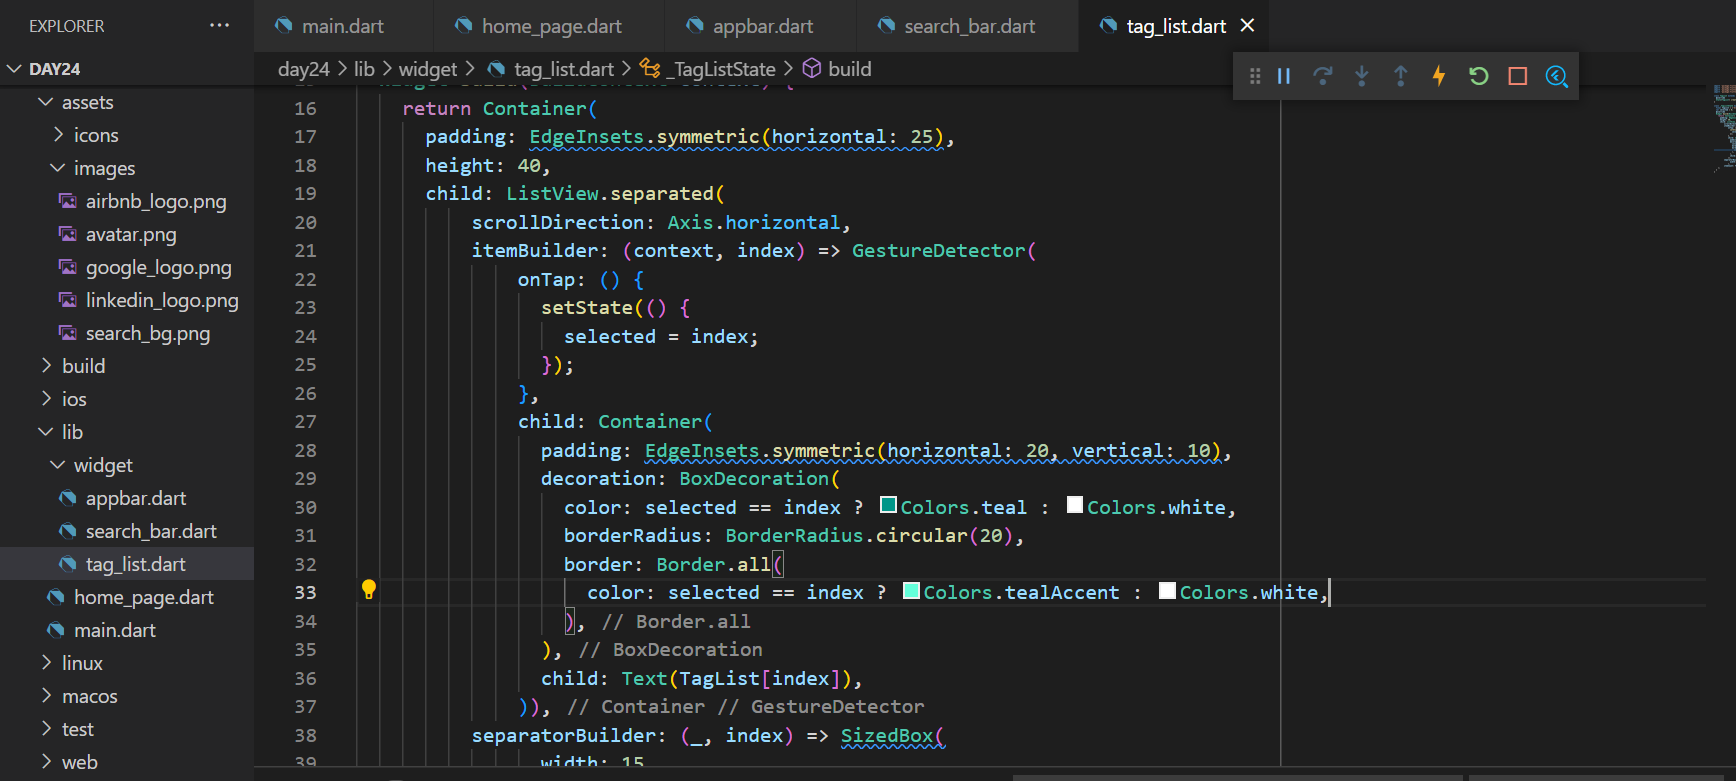 EXPLORER
main.dart
home_page.dart
appbar.dart
search_bar.dart
tag_list.dart
DAY24
day24 > lib > widget > tag_list.dart > _TagListState > build
assets
icons
images
airbnb_logo.png
avatar.png
google_logo.png
linkedin_logo.png
search_bg.png
build
ios
lib
widget
appbar.dart
search_bar.dart
tag_list.dart
home_page.dart
main.dart
linux
macos
test
web
16 return Container(
17 padding: EdgeInsets.symmetric(horizontal: 25),
18 height: 40,
19 child: ListView.separated(
20 scrollDirection: Axis.horizontal,
21 itemBuilder: (context, index) => GestureDetector(
22 onTap: () {
23 setState(() {
24 selected = index;
25 });
26 },
27 child: Container(
28 padding: EdgeInsets.symmetric(horizontal: 20, vertical: 10),
29 decoration: BoxDecoration(
30 color: selected == index ? Colors.teal : Colors.white,
31 borderRadius: BorderRadius.circular(20),
32 border: Border.all(
33 color: selected == index ? Colors.tealAccent : Colors.white,
34 ), // Border.all
35 ), // BoxDecoration
36 child: Text(TagList[index]),
37 )), // Container // GestureDetector
38 separatorBuilder: (_, index) => SizedBox(
39 width: 15